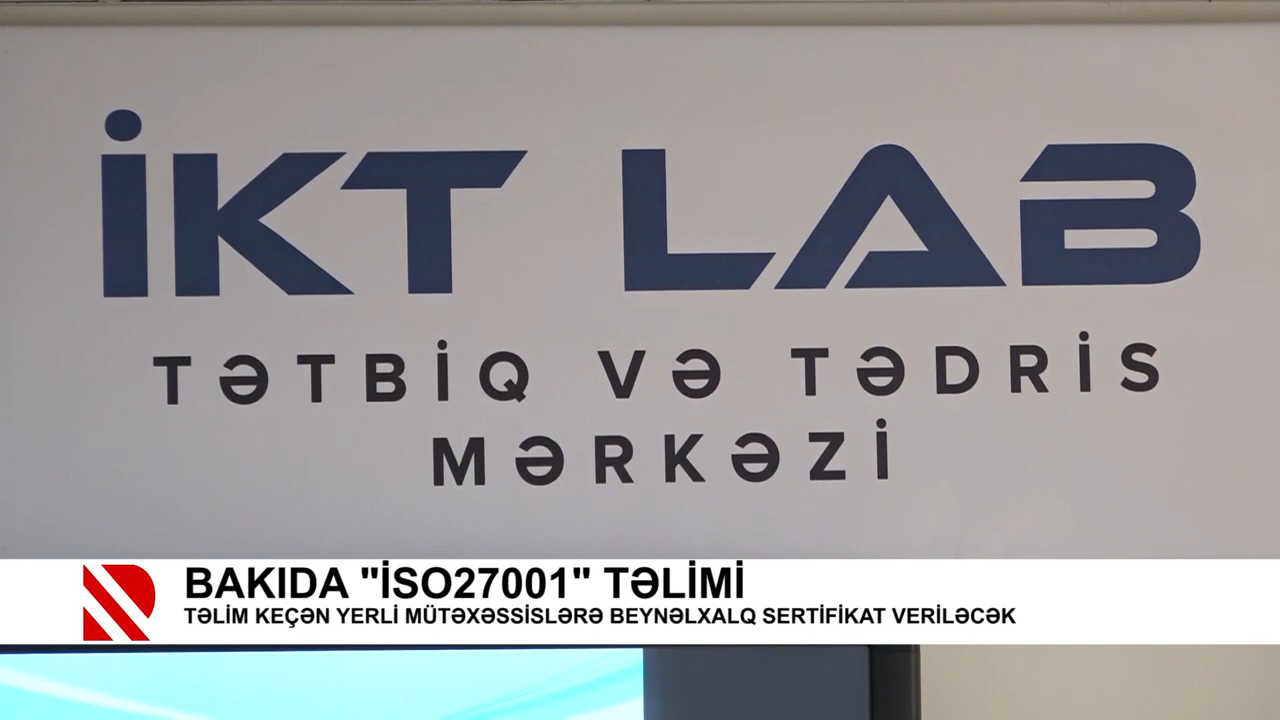 İKT LAB
TƏTBİQ VƏ TƏDRİS
MƏRKƏZİ
BAKIDA "İSO27001" TƏLİMİ
TƏLİM KEÇƏN YERLİ MÜTƏXƏSSİSLƏRƏ BEYNƏLXALQ SERTİFİKAT VERİLƏCƏK